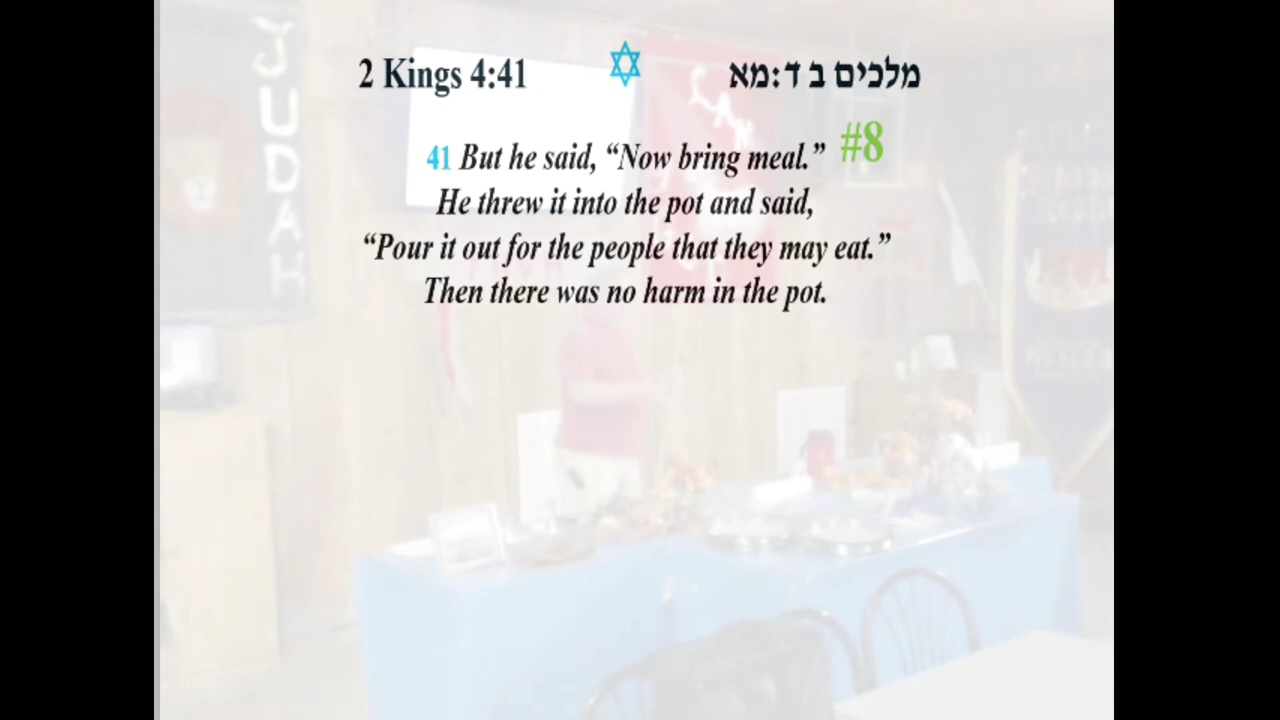 2 Kings 4:41
מלכים ב ד:מא
#8
41 But he said, “Now bring meal.”
He threw it into the pot and said,
“Pour it out for the people that they may eat.”
Then there was no harm in the pot.
JUDAH